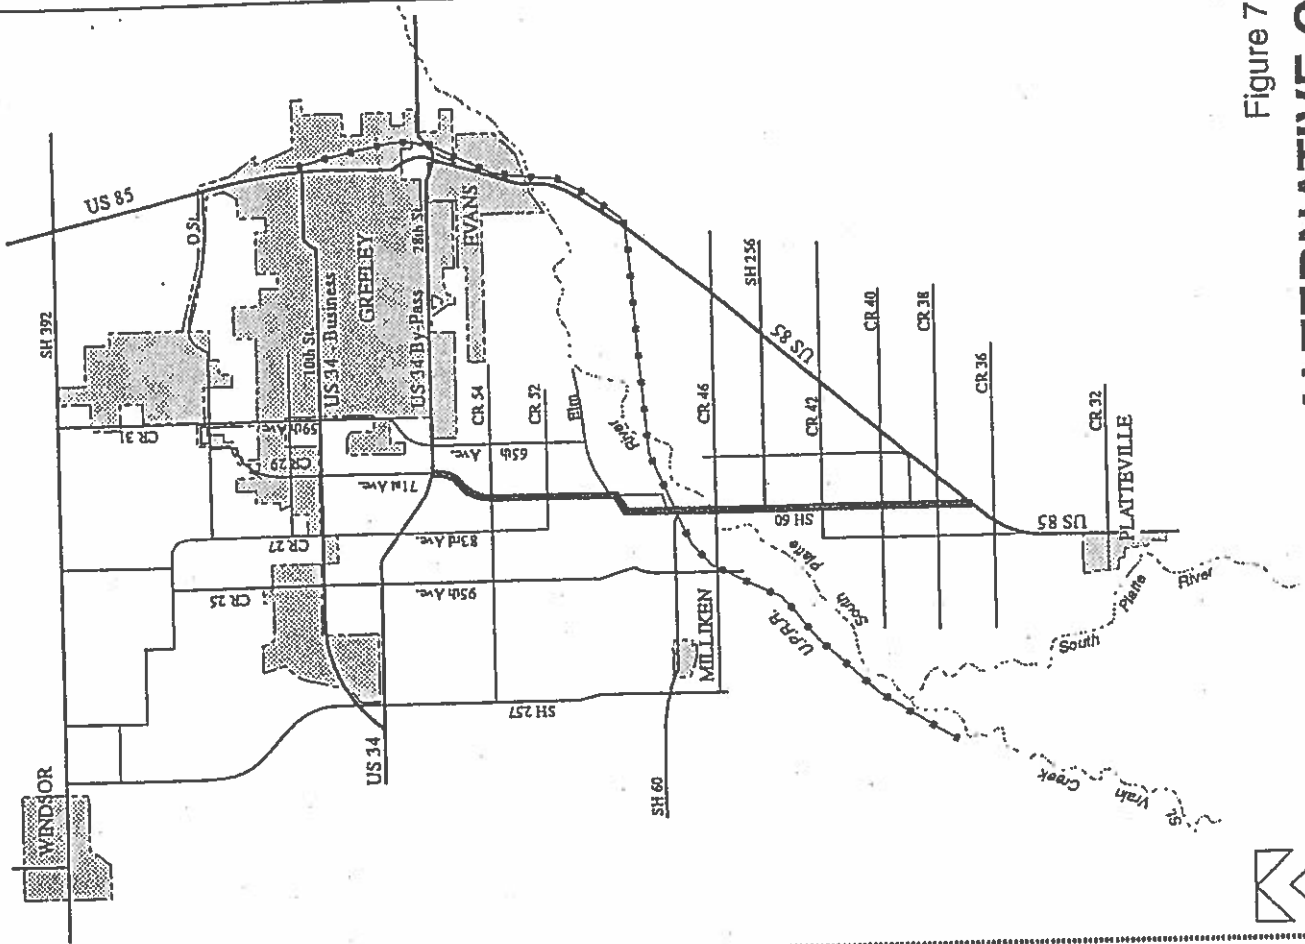 Figure 7
SH 392
US 85
O St.
WINDSOR
CR 31
10th St.
US 34 - Business
GREELEY
28th St.
US 34 By-Pass
EVANS
59th Ave.
CR 29
71st Ave.
65th
Ave.
CR 54
CR 52
Elm
River
CR 27
83rd Ave.
CR 25
95th Ave.
SH 257
US 34
SH 60
MILLIKEN
CR 46
SH 256
US 85
CR 42
CR 40
CR 38
CR 36
CR 32
SH 60
US 85
PLATTEVILLE
Platte
South
U.P.R.R.
South
Platte
River
St.
Vrain
Creek